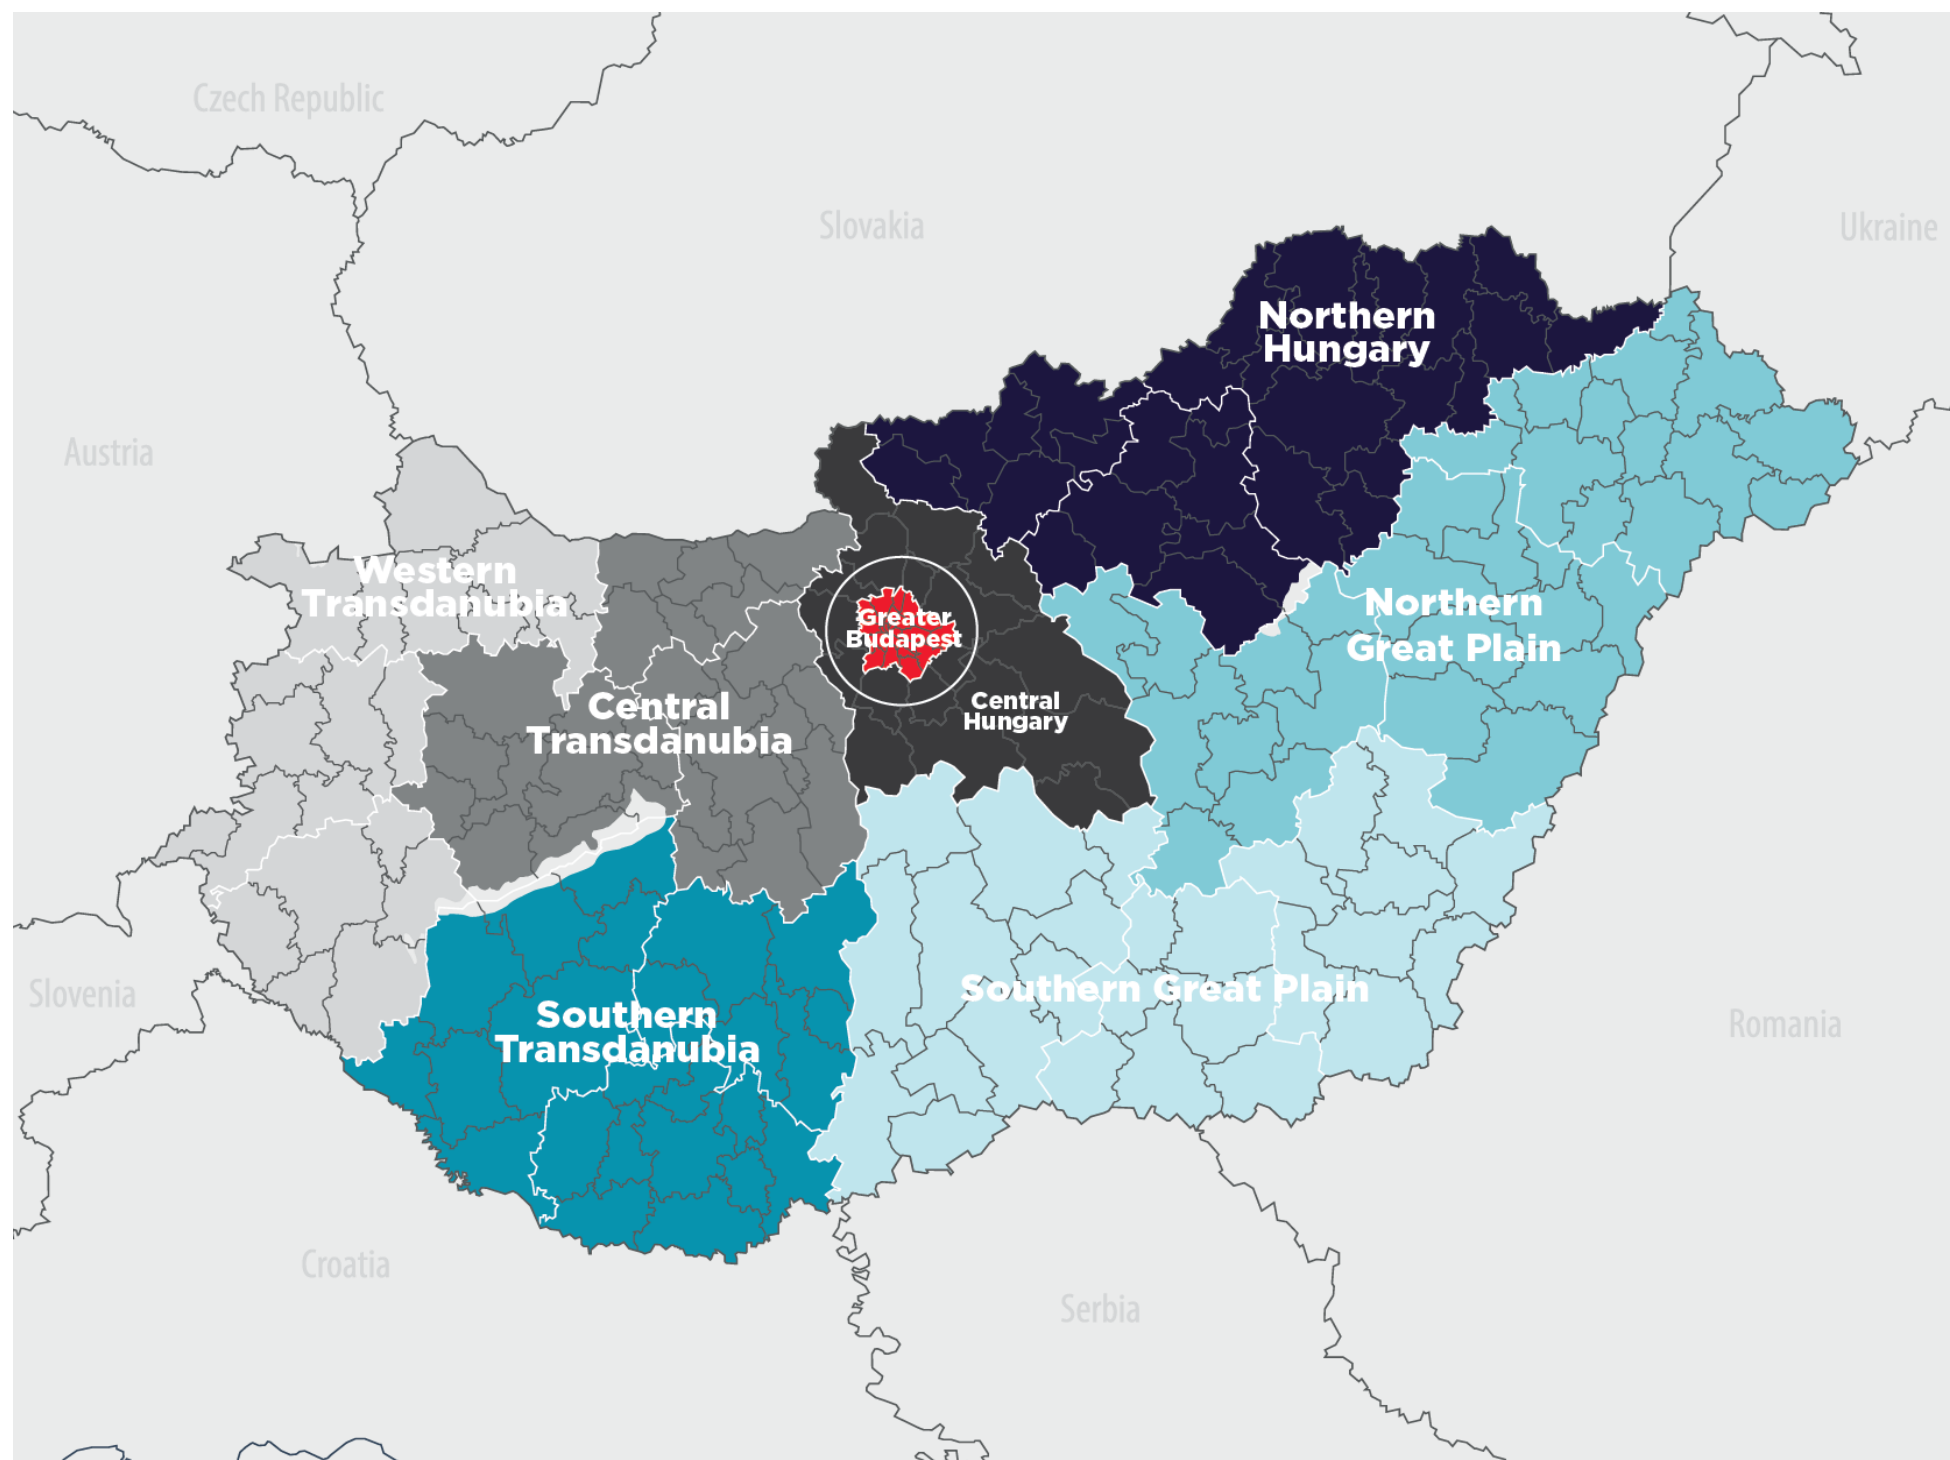 Czech Republic
Slovakia
Ukraine
Northern
Hungary
Austria
Western
Transdanubia
Greater
Budapest
Northern
Great Plain
Central
Transdanubia
Central
Hungary
Slovenia
Southern Great Plain
Southern
Transdanubia
Romania
Croatia
Serbia